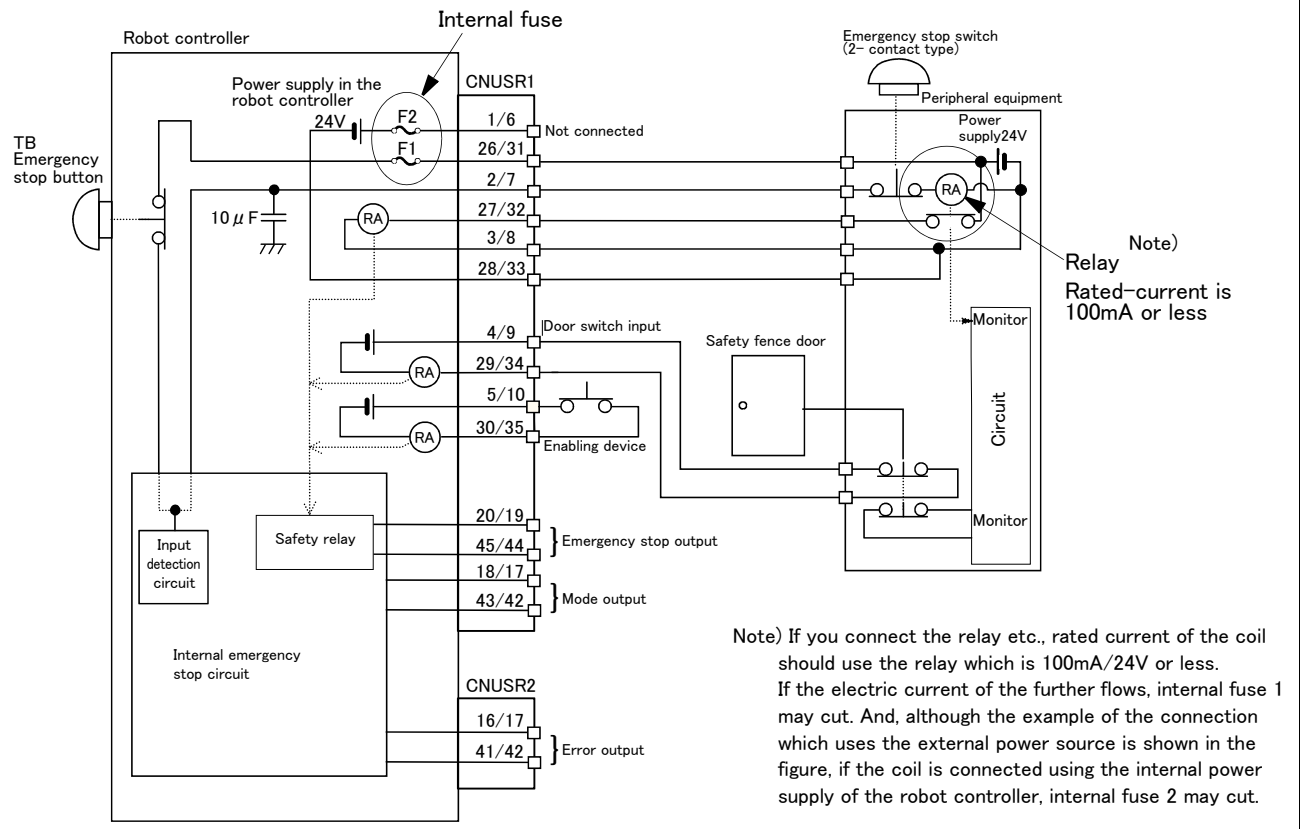 Internal fuse
Robot controller
Emergency stop switch
(2- contact type)
Power supply in the
robot controller
CNUSR1
Peripheral equipment
24V
F2
1/6
Not connected
Power
supply24V
TB
Emergency
stop button
F1
26/31
2/7
RA
10μF
RA
27/32
3/8
28/33
Note)
Relay
Rated-current is
100mA or less
4/9
Door switch input
Safety fence door
Monitor
RA
29/34
5/10
Circuit
RA
30/35
Enabling device
20/19
Safety relay
Emergency stop output
Monitor
Input
detection
circuit
45/44
18/17
Mode output
43/42
Internal emergency
stop circuit
CNUSR2
16/17
Error output
41/42
Note) If you connect the relay etc., rated current of the coil
should use the relay which is 100mA/24V or less.
If the electric current of the further flows, internal fuse 1
may cut. And, although the example of the connection
which uses the external power source is shown in the
figure, if the coil is connected using the internal power
supply of the robot controller, internal fuse 2 may cut.